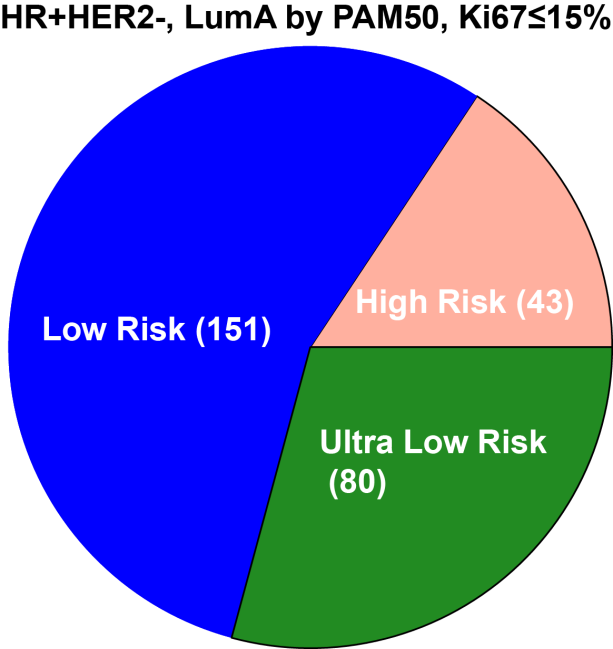 HR+HER2-, LumA by PAM50, Ki67≤15%
High Risk (43)
Low Risk (151)
Ultra Low Risk
(80)